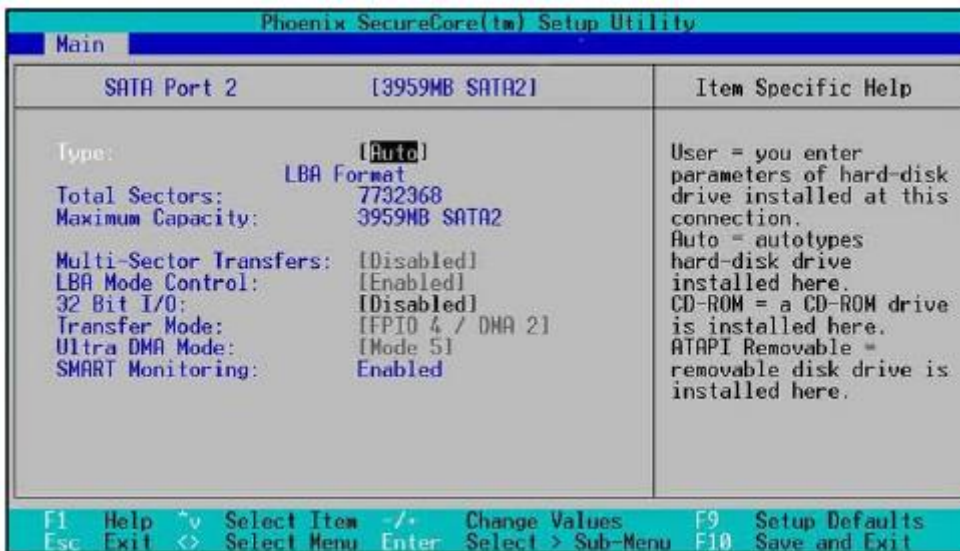 Phoenix SecureCore(tm) Setup Utility
Main
SATA Port 2 [3959MB SATA2]
Item Specific Help
Type: [Auto]
LBA Format
Total Sectors: 7732368
Maximum Capacity: 3959MB SATA2
Multi-Sector Transfers: [Disabled]
LBA Mode Control: [Enabled]
32 Bit I/O: [Disabled]
Transfer Mode: [FPIO 4 / DMA 2]
Ultra DMA Mode: [Mode 5]
SMART Monitoring: Enabled
User = you enter
parameters of hard-disk
drive installed at this
connection.
Auto = autotypes
hard-disk drive
installed here.
CD-ROM = a CD-ROM drive
is installed here.
ATAPI Removable =
removable disk drive is
installed here.
F1 Help ^v Select Item -/+ Change Values F9 Setup Defaults
Esc Exit <> Select Menu Enter Select > Sub-Menu F10 Save and Exit